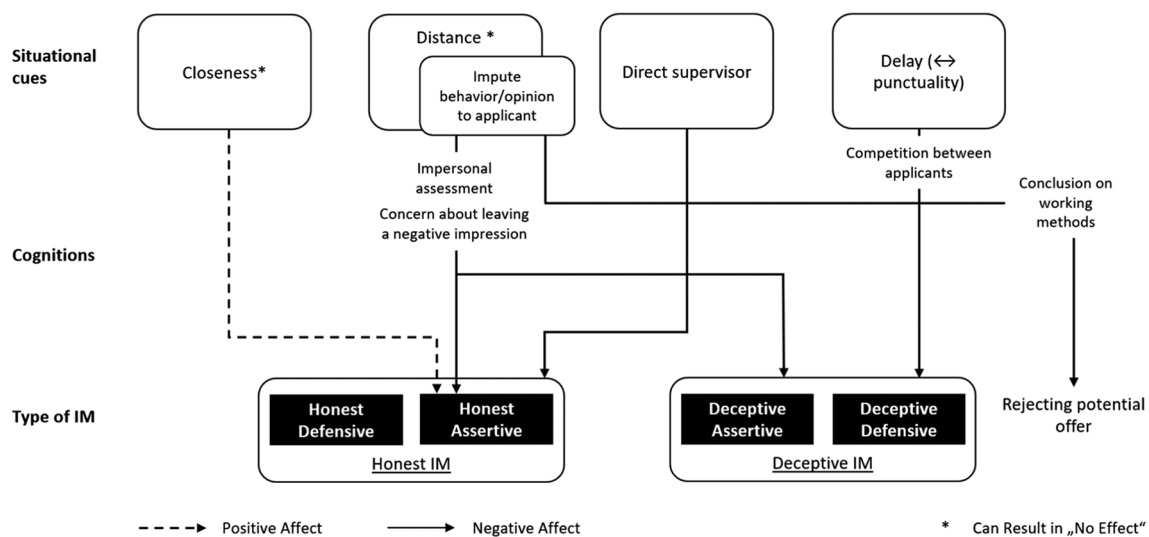 Situational
cues
Closeness*
Distance *
Impute
behavior/opinion
to applicant
Direct supervisor
Delay (↔
punctuality)
Impersonal
assessment
Concern about leaving
a negative impression
Competition between
applicants
Conclusion on
working
methods
Cognitions
Type of IM
Honest
Defensive
Honest
Assertive
Honest IM
Deceptive
Assertive
Deceptive
Defensive
Deceptive IM
Rejecting potential
offer
Positive Affect
Negative Affect
* Can Result in „No Effect“